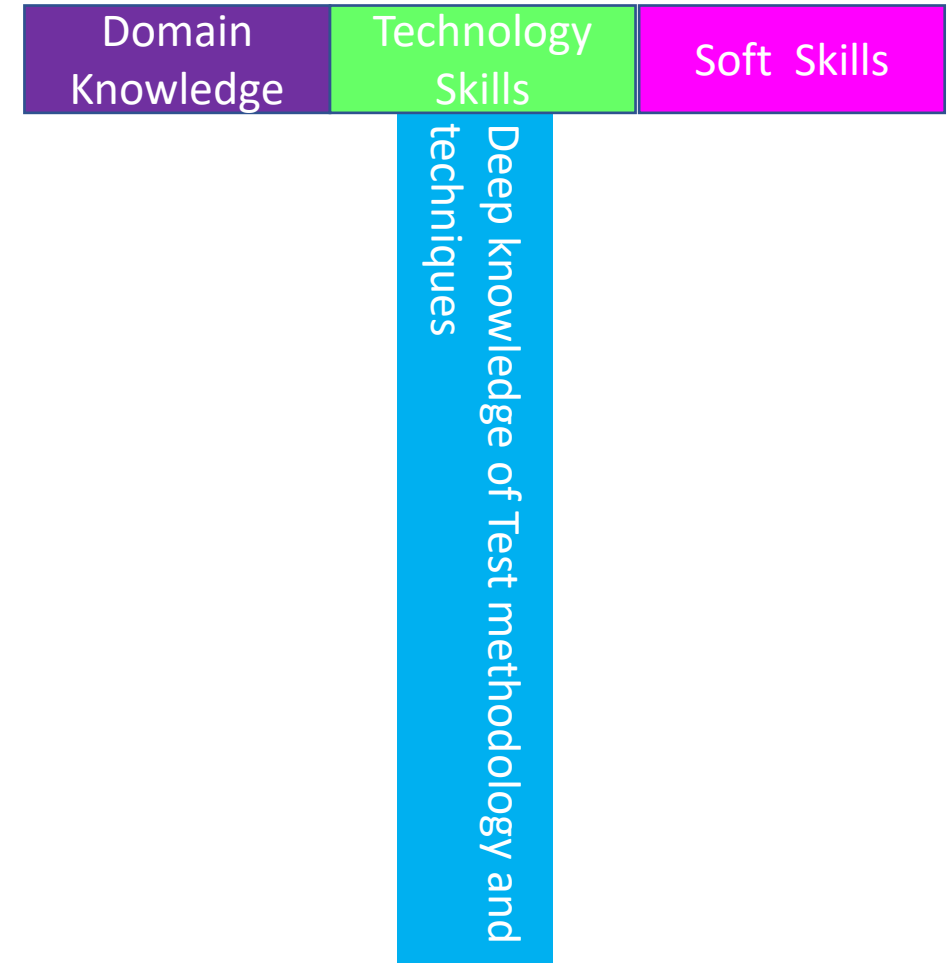 Domain
Knowledge
Technology
Skills
Soft  Skills
Deep knowledge of Test methodology and
techniques